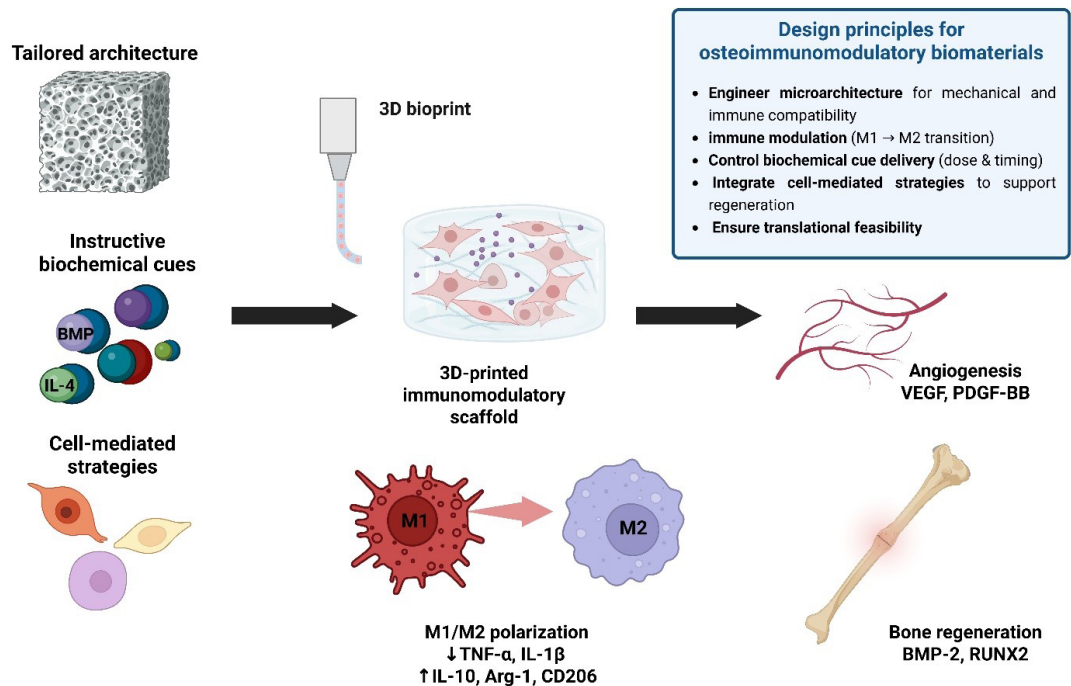 Tailored architecture
3D bioprint
Design principles for
osteoimmunomodulatory biomaterials
• Engineer microarchitecture for mechanical and
immune compatibility
• immune modulation (M1 → M2 transition)
• Control biochemical cue delivery (dose & timing)
• Integrate cell-mediated strategies to support
regeneration
• Ensure translational feasibility
Instructive
biochemical cues
BMP
IL-4
Cell-mediated
strategies
3D-printed
immunomodulatory
scaffold
M1
M2
M1/M2 polarization
↓TNF-α, IL-1β
↑IL-10, Arg-1, CD206
Angiogenesis
VEGF, PDGF-BB
Bone regeneration
BMP-2, RUNX2